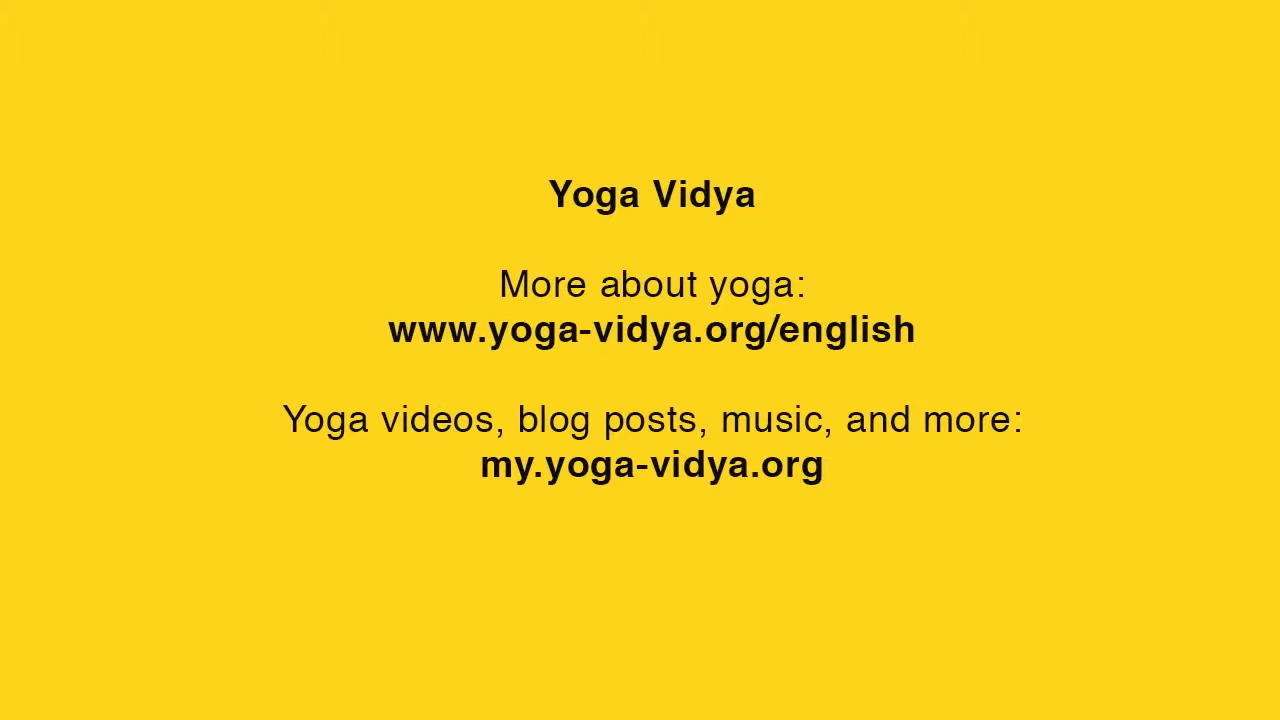 Yoga Vidya
More about yoga:
www.yoga-vidya.org/english
Yoga videos, blog posts, music, and more:
my.yoga-vidya.org